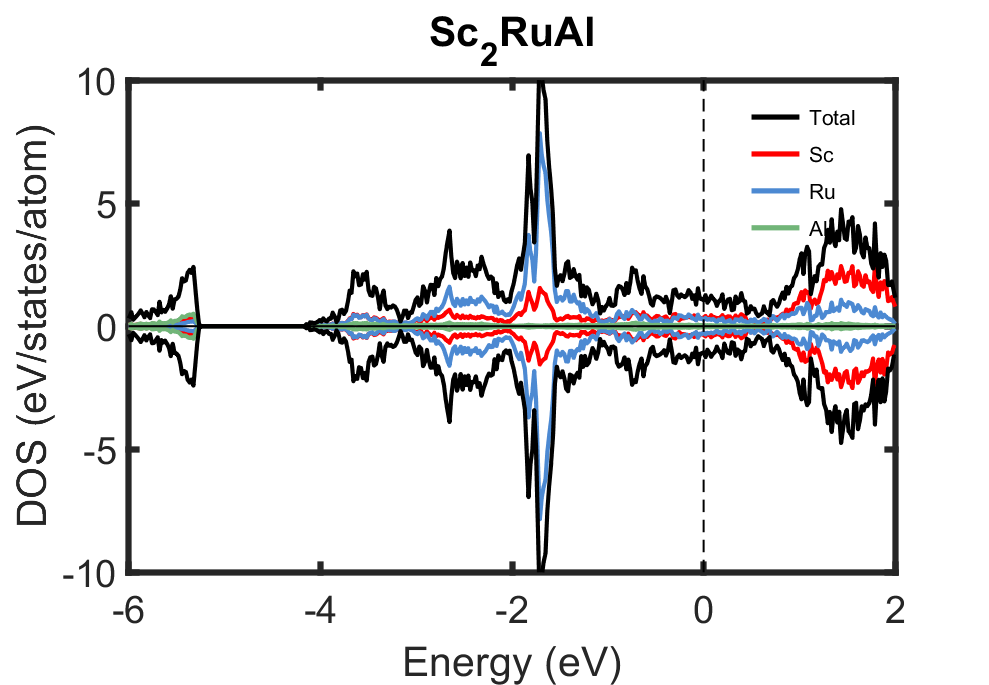 Sc2RuAl
10
5
0
-5
-10
DOS (eV/states/atom)
Total
Sc
Ru
Al
-6
-4
-2
0
2
Energy (eV)